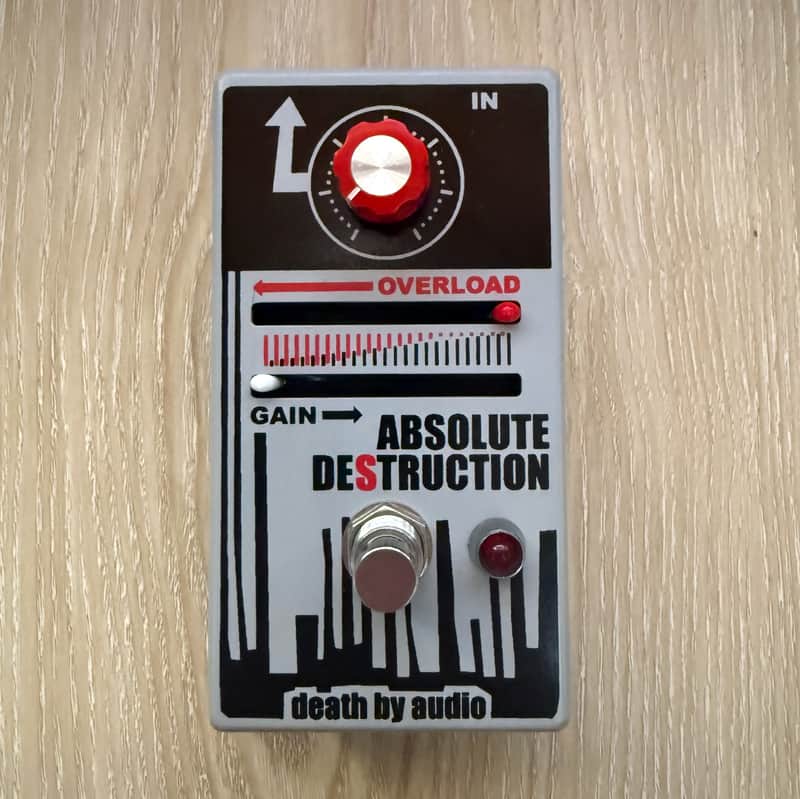 IN
OVERLOAD
GAIN
ABSOLUTE
DESTRUCTION
death by audio